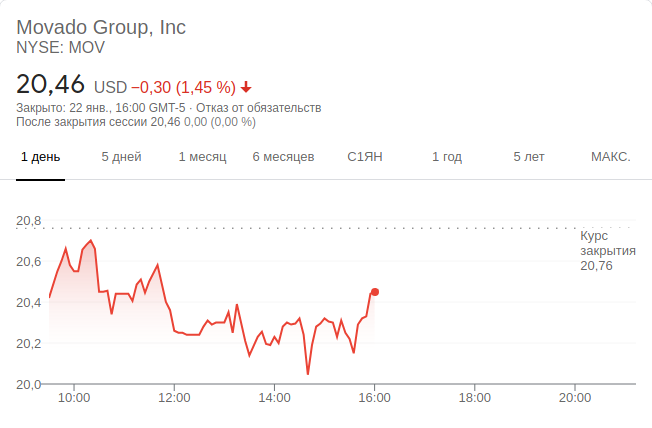 Movado Group, Inc
NYSE: MOV
20,46 USD −0,30 (1,45 %)
Закрыто: 22 янв., 16:00 GMT-5 · Отказ от обязательств
После закрытия сессии 20,46 0,00 (0,00 %)
1 день 5 дней 1 месяц 6 месяцев С1ЯН 1 год 5 лет МАКС.
20,8
Курс
закрытия
20,76
20,6
20,4
20,2
20,0
10:00 12:00 14:00 16:00 18:00 20:00